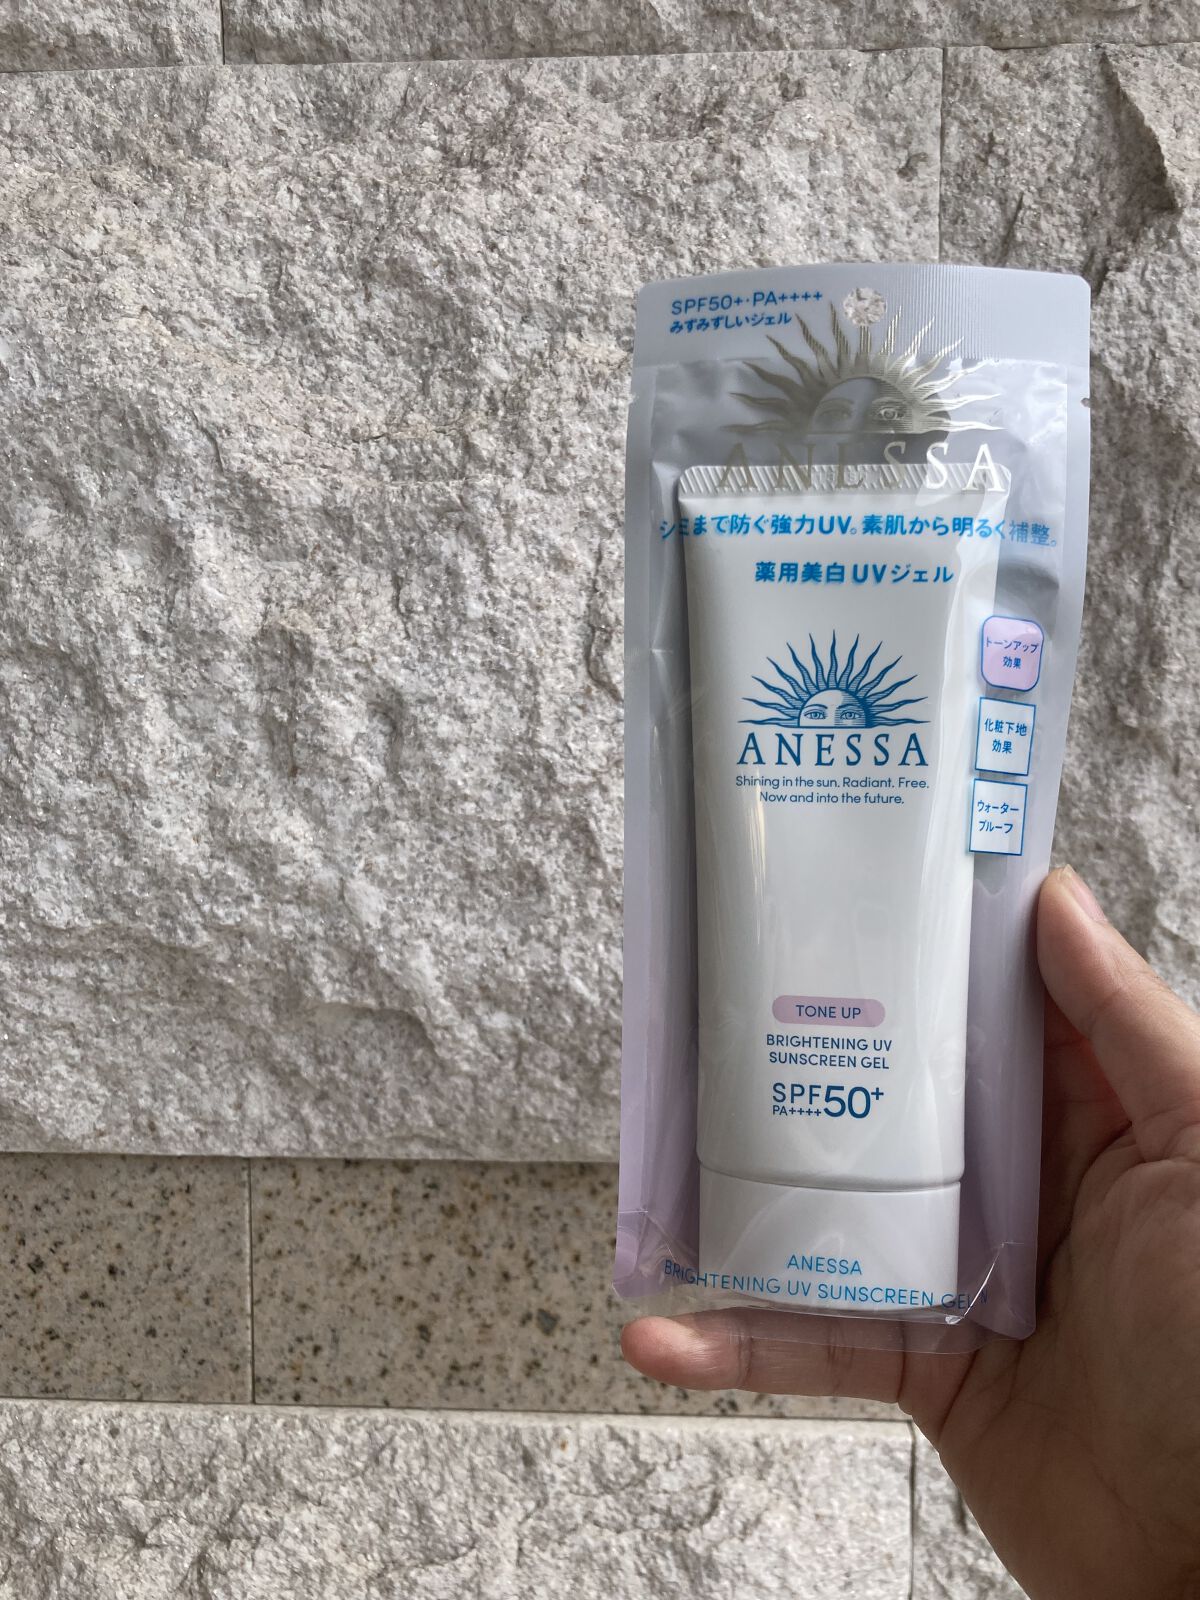 SPF50+・PA++++
みずみずしいジェル
ANESSA
シミまで防ぐ強力UV。素肌から明るく補整。
薬用美白UVジェル
トーンアップ
効果
化粧下地
効果
ウォーター
プルーフ
ANESSA
Shining in the sun. Radiant. Free.
Now and into the future.
TONE UP
BRIGHTENING UV
SUNSCREEN GEL
SPF50+
PA++++
ANESSA
BRIGHTENING UV SUNSCREEN GEL N